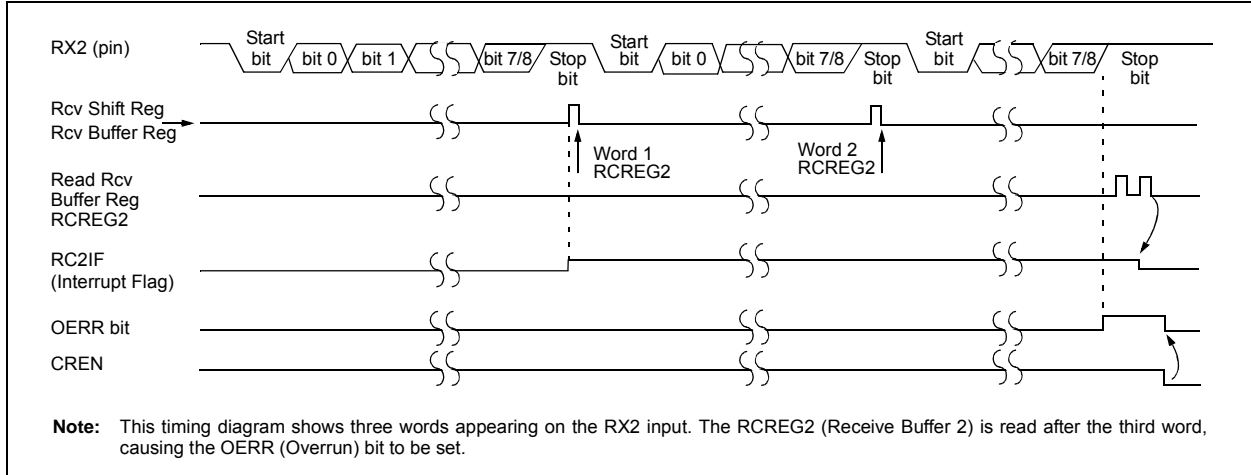 RX2 (pin)
Start bit
bit 0
bit 1
bit 7/8
Stop bit
Start bit
bit 0
bit 7/8
Stop bit
Start bit
bit 7/8
Stop bit
Rcv Shift Reg
Rcv Buffer Reg
Word 1
RCREG2
Word 2
RCREG2
Read Rcv
Buffer Reg
RCREG2
RC2IF
(Interrupt Flag)
OERR bit
CREN
Note: This timing diagram shows three words appearing on the RX2 input. The RCREG2 (Receive Buffer 2) is read after the third word,
causing the OERR (Overrun) bit to be set.